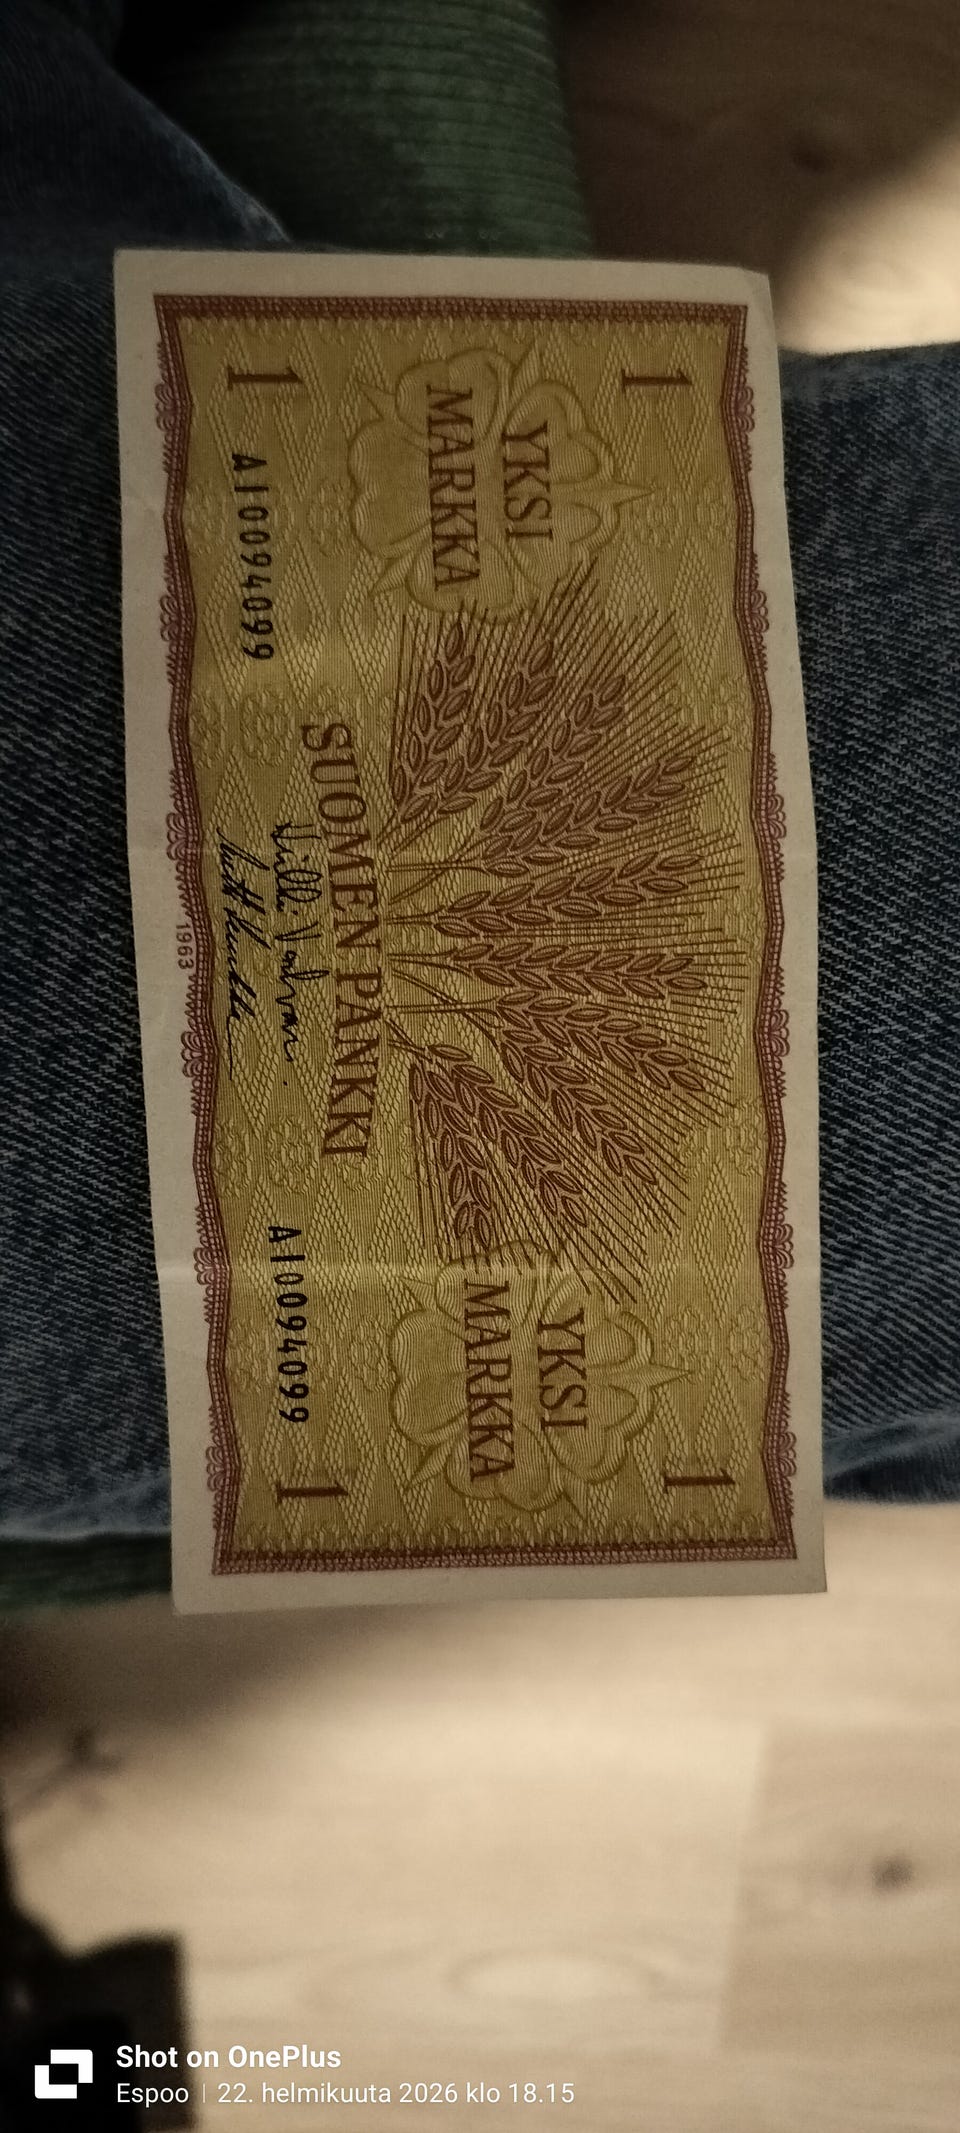 1
1
YKSI
MARKKA
YKSI
MARKKA
SUOMEN PANKKI
A10094099
A10094099
1
1
1963
Shot on OnePlus
Espoo | 22. helmikuuta 2026 klo 18.15